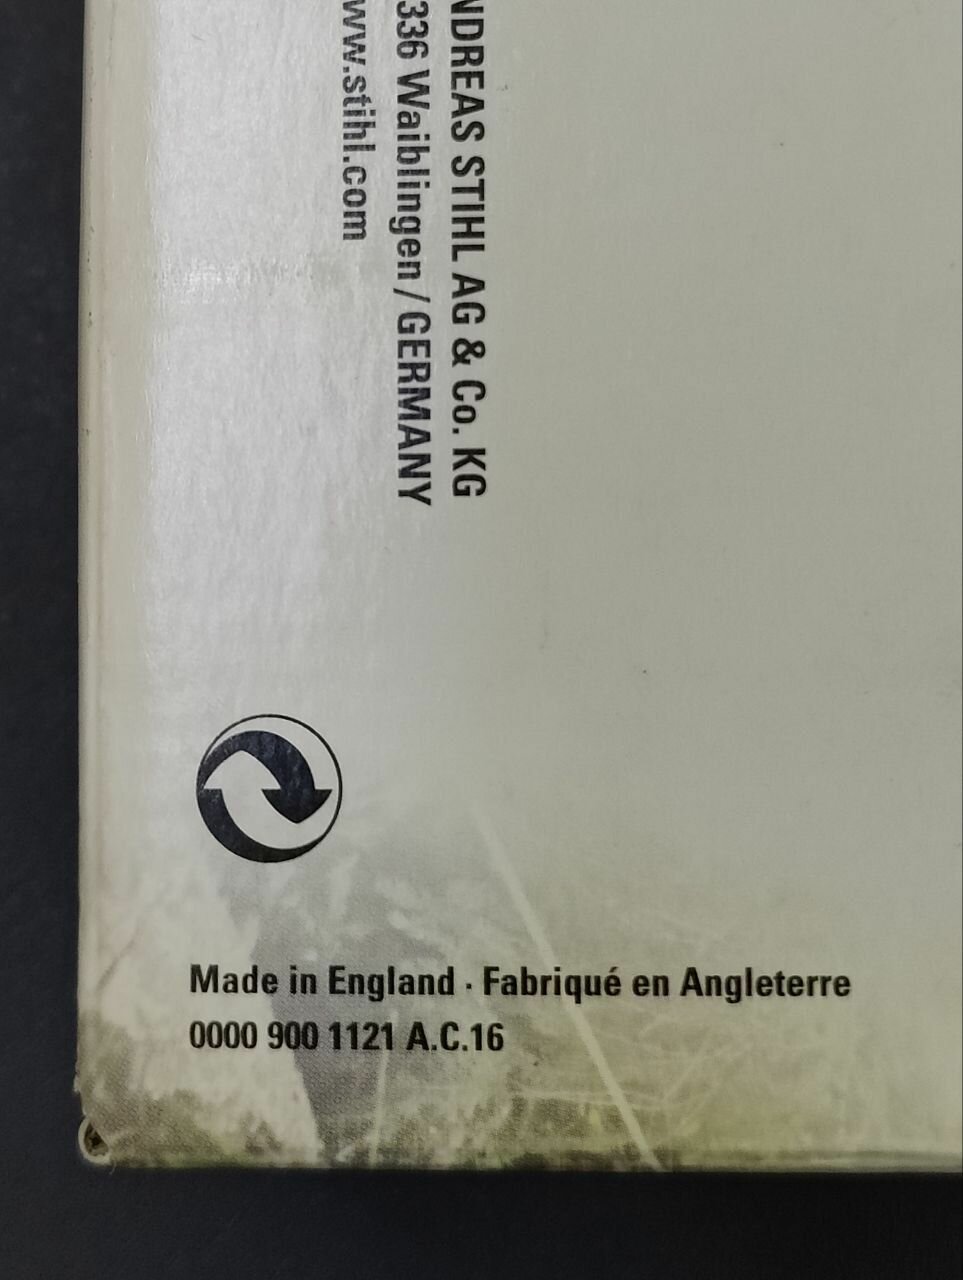 NDREAS STIHL AG & Co. KG
336 Waiblingen / GERMANY
www.stihl.com
Made in England · Fabriqué en Angleterre
0000 900 1121 A.C.16